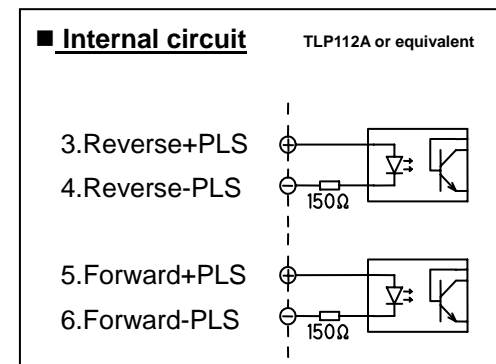 ■ Internal circuit TLP112A or equivalent
3.Reverse+PLS
4.Reverse-PLS
150Ω
5.Forward+PLS
6.Forward-PLS
150Ω